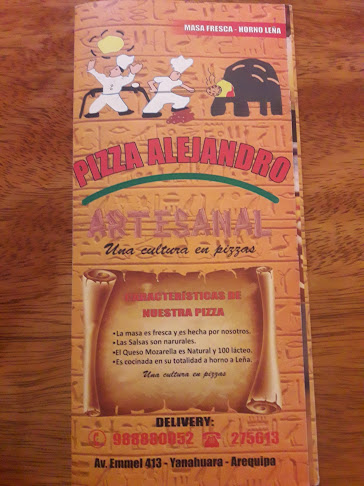 MASA FRESCA - HORNO LEÑA
PIZZA ALEJANDRO
ARTESANAL
Una cultura en pizzas
CARACTERÍSTICAS DE
NUESTRA PIZZA
•La masa es fresca y es hecha por nosotros.
•Las Salsas son narurales.
•El Queso Mozarella es Natural y 100 lácteo.
•Es cocinada en su totalidad a horno a Leña.
Una cultura en pizzas
DELIVERY:
988880052 275613
Av. Emmel 413 - Yanahuara - Arequipa